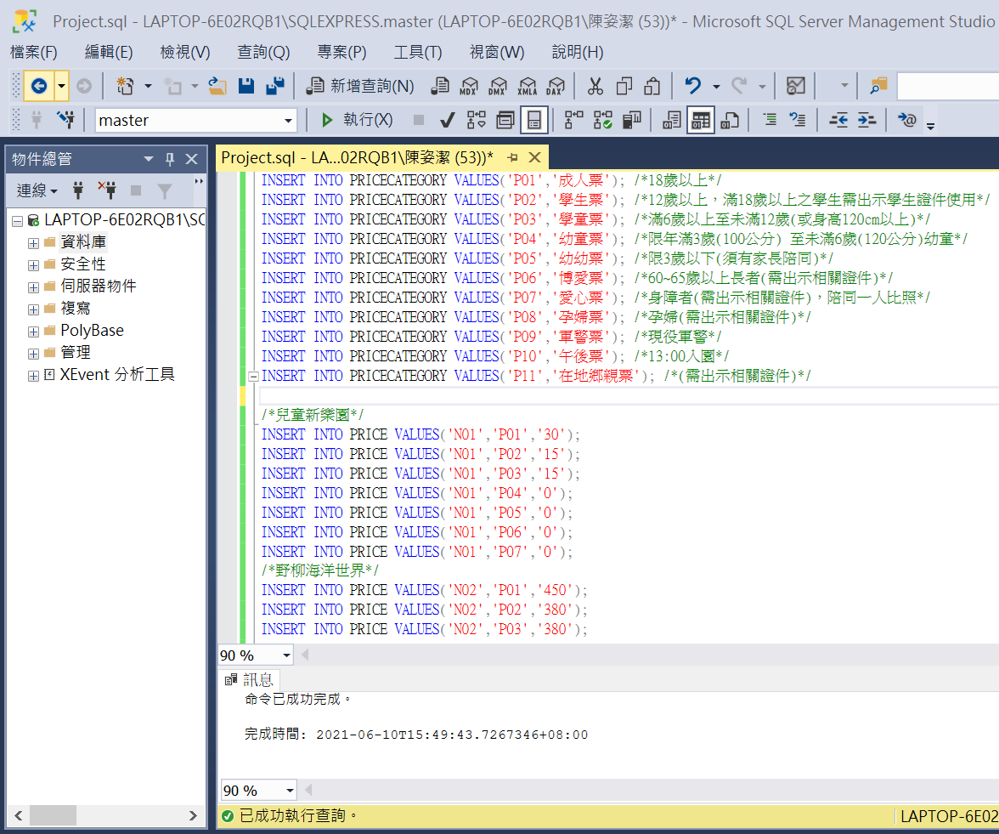 Project.sql - LAPTOP-6E02RQB1\SQLEXPRESS.master (LAPTOP-6E02RQB1\陳姿潔 (53))* - Microsoft SQL Server Management Studio
檔案(F) 編輯(E) 檢視(V) 查詢(Q) 專案(P) 工具(T) 視窗(W) 說明(H)
新增查詢(N) MDX DMX XMLA DAX
master 執行(X)
物件總管
連線
LAPTOP-6E02RQB1\SC
資料庫
安全性
伺服器物件
複寫
PolyBase
管理
XEvent 分析工具
Project.sql - LA...02RQB1\陳姿潔 (53))*
INSERT INTO PRICECATEGORY VALUES('P01','成人票'); /*18歲以上*/
INSERT INTO PRICECATEGORY VALUES('P02','學生票'); /*12歲以上，滿18歲以上之學生需出示學生證件使用*/
INSERT INTO PRICECATEGORY VALUES('P03','學童票'); /*滿6歲以上至未滿12歲(或身高120cm以上)*/
INSERT INTO PRICECATEGORY VALUES('P04','幼童票'); /*限年滿3歲(100公分) 至未滿6歲(120公分)幼童*/
INSERT INTO PRICECATEGORY VALUES('P05','幼幼票'); /*限3歲以下(須有家長陪同)*/
INSERT INTO PRICECATEGORY VALUES('P06','博愛票'); /*60~65歲以上長者(需出示相關證件)*/
INSERT INTO PRICECATEGORY VALUES('P07','愛心票'); /*身障者(需出示相關證件)，陪同一人比照*/
INSERT INTO PRICECATEGORY VALUES('P08','孕婦票'); /*孕婦(需出示相關證件)*/
INSERT INTO PRICECATEGORY VALUES('P09','軍警票'); /*現役軍警*/
INSERT INTO PRICECATEGORY VALUES('P10','午後票'); /*13:00入園*/
INSERT INTO PRICECATEGORY VALUES('P11','在地鄉親票'); /*(需出示相關證件)*/
/*兒童新樂園*/
INSERT INTO PRICE VALUES('N01','P01','30');
INSERT INTO PRICE VALUES('N01','P02','15');
INSERT INTO PRICE VALUES('N01','P03','15');
INSERT INTO PRICE VALUES('N01','P04','0');
INSERT INTO PRICE VALUES('N01','P05','0');
INSERT INTO PRICE VALUES('N01','P06','0');
INSERT INTO PRICE VALUES('N01','P07','0');
/*野柳海洋世界*/
INSERT INTO PRICE VALUES('N02','P01','450');
INSERT INTO PRICE VALUES('N02','P02','380');
INSERT INTO PRICE VALUES('N02','P03','380');
90 %
訊息
命令已成功完成。
完成時間: 2021-06-10T15:49:43.7267346+08:00
90 %
已成功執行查詢。 LAPTOP-6E02